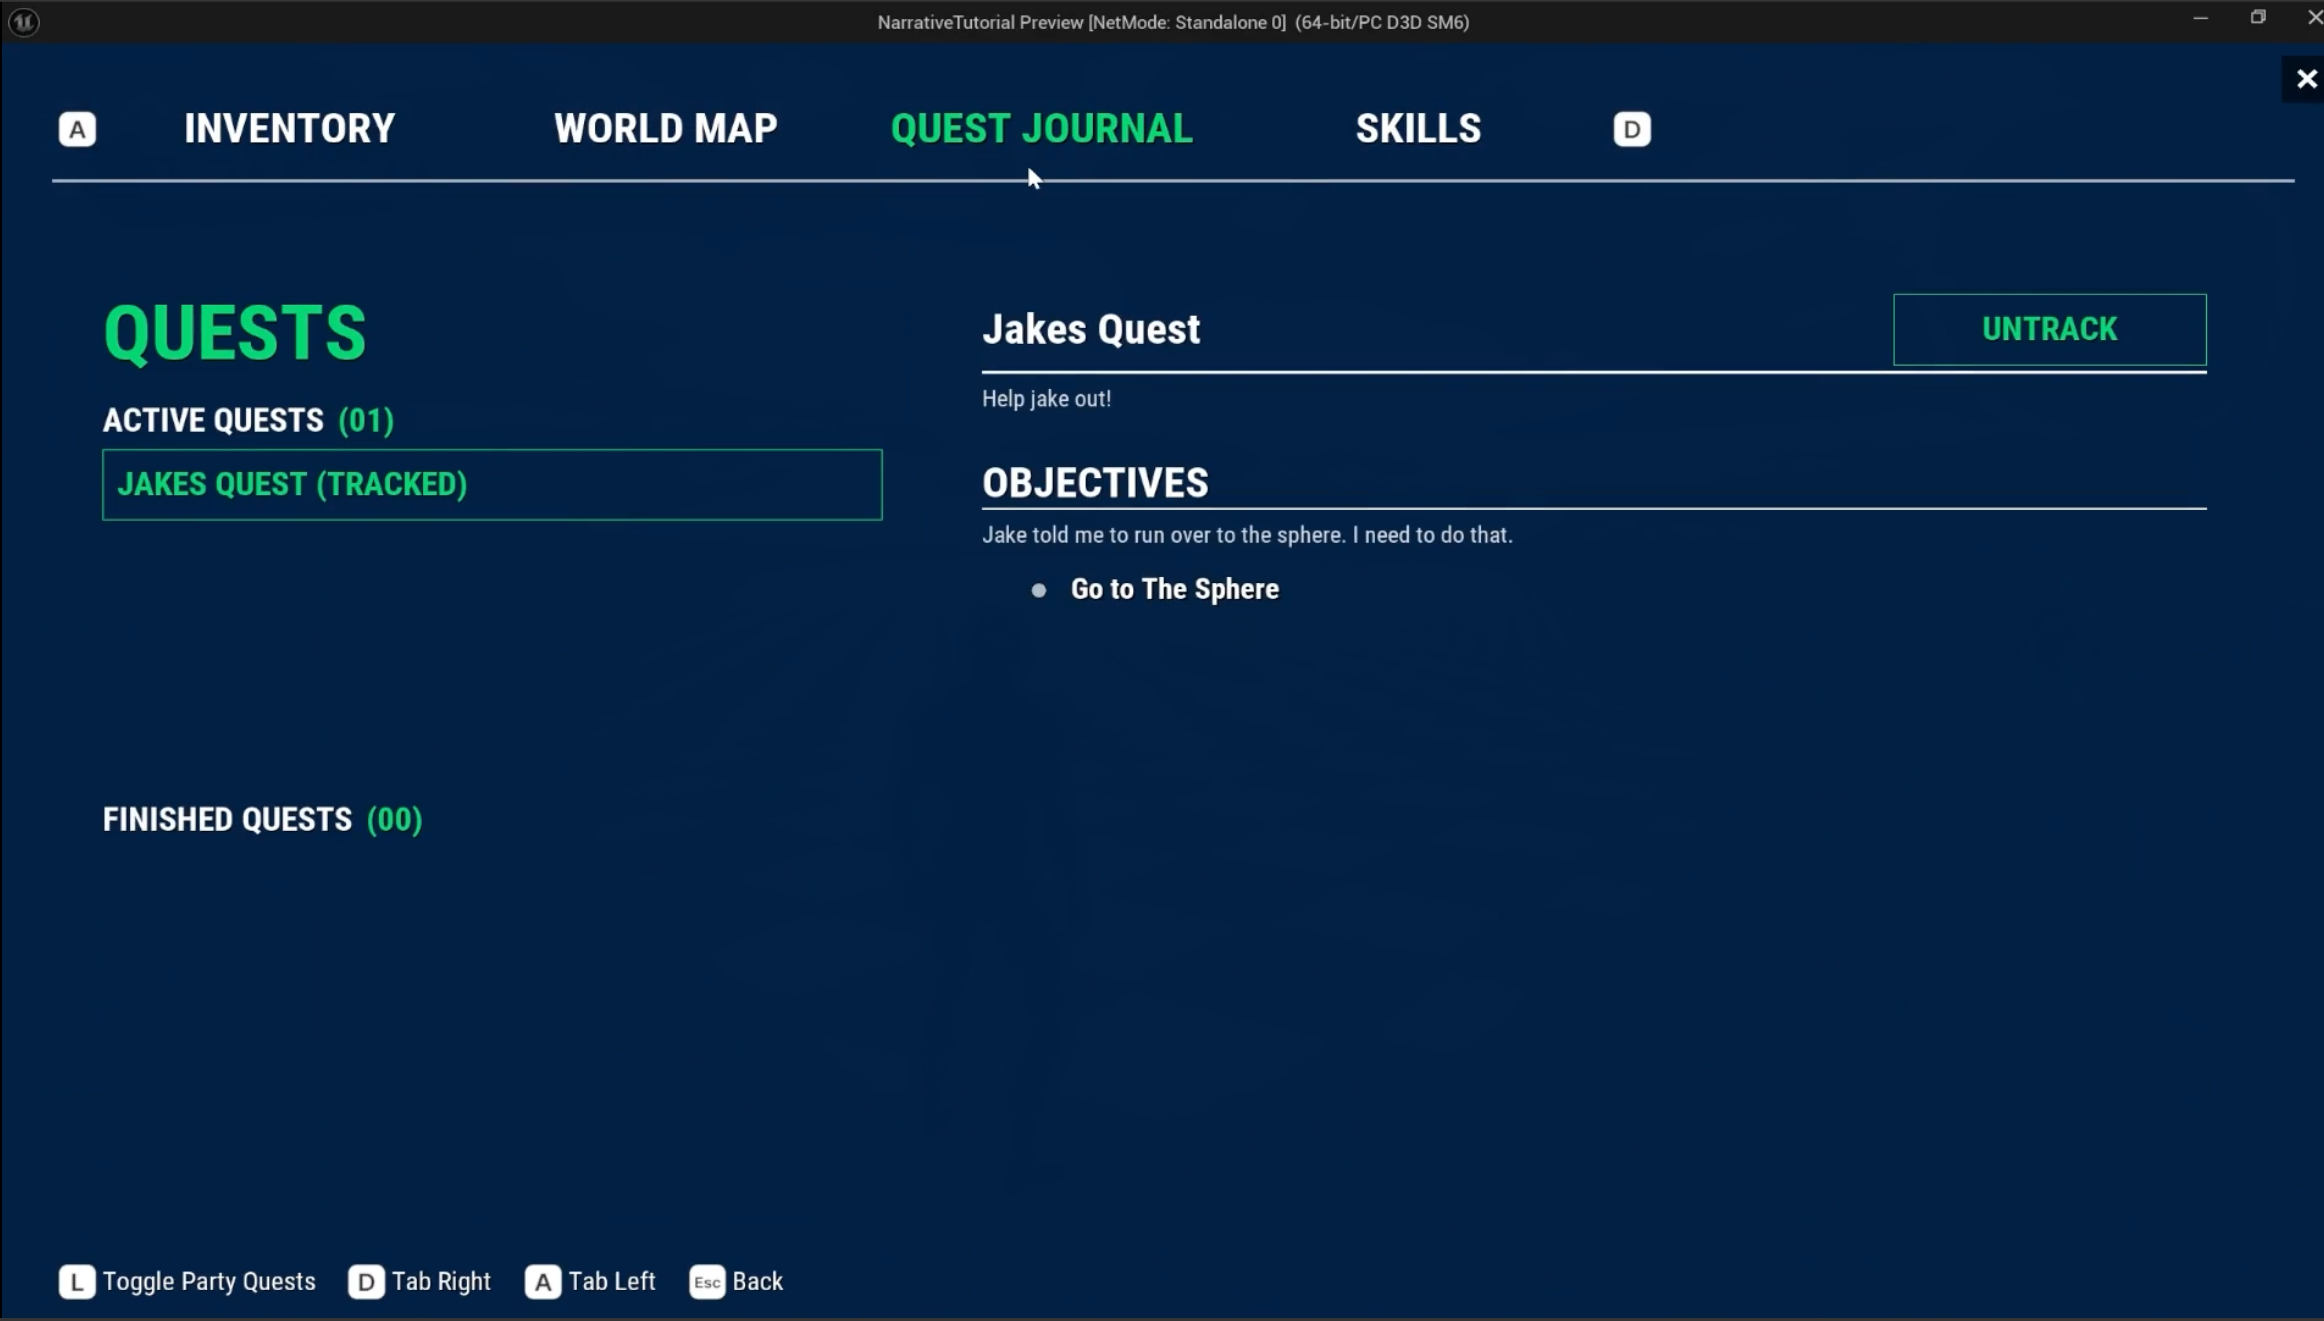 NarrativeTutorial Preview [NetMode: Standalone 0] (64-bit/PC D3D SM6)
A INVENTORY WORLD MAP QUEST JOURNAL SKILLS D
QUESTS
ACTIVE QUESTS (01)
JAKES QUEST (TRACKED)
FINISHED QUESTS (00)
Jakes Quest
UNTRACK
Help jake out!
OBJECTIVES
Jake told me to run over to the sphere. I need to do that.
Go to The Sphere
L Toggle Party Quests D Tab Right A Tab Left Esc Back